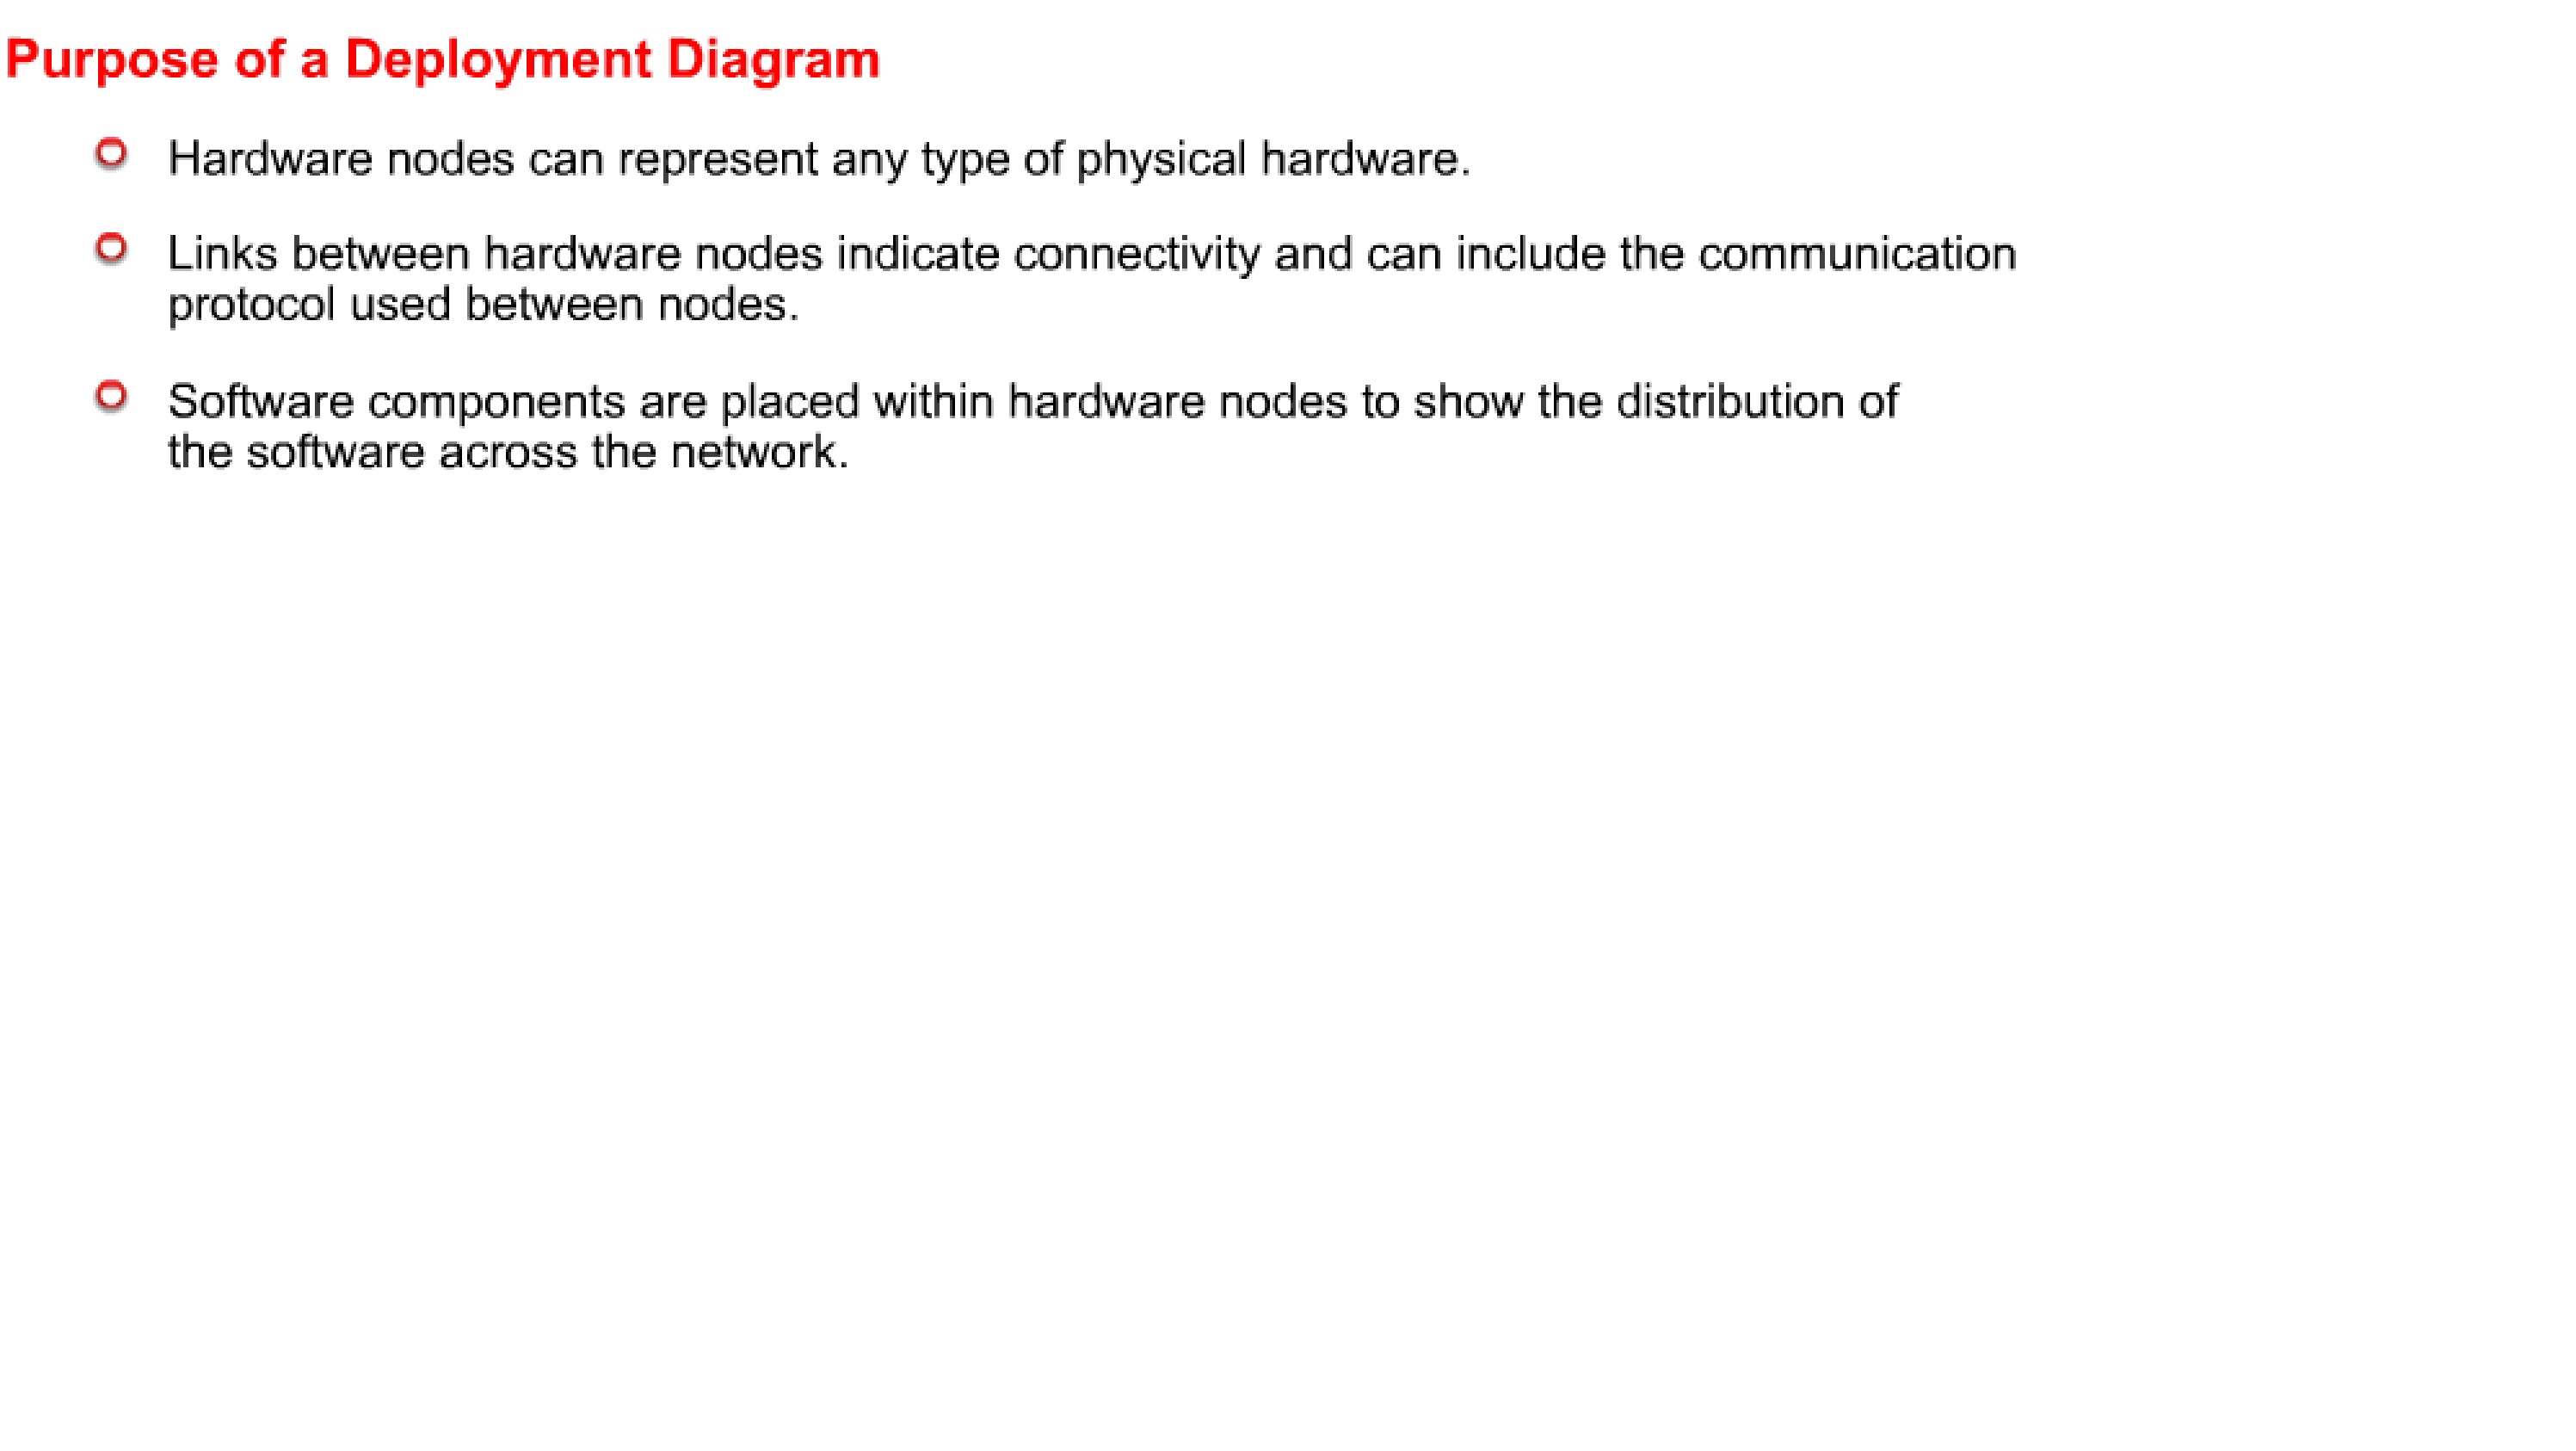 Purpose of a Deployment Diagram
Hardware nodes can represent any type of physical hardware.
Links between hardware nodes indicate connectivity and can include the communication
protocol used between nodes.
Software components are placed within hardware nodes to show the distribution of
the software across the network.